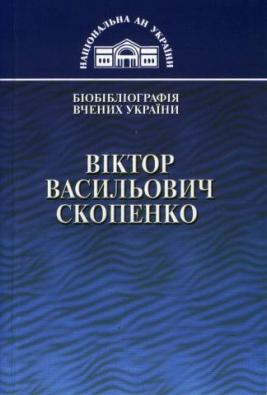 НАЦІОНАЛЬНА АН УКРАЇНИ
БІОБІБЛІОГРАФІЯ
ВЧЕНИХ УКРАЇНИ
ВІКТОР
ВАСИЛЬОВИЧ
СКОПЕНКО